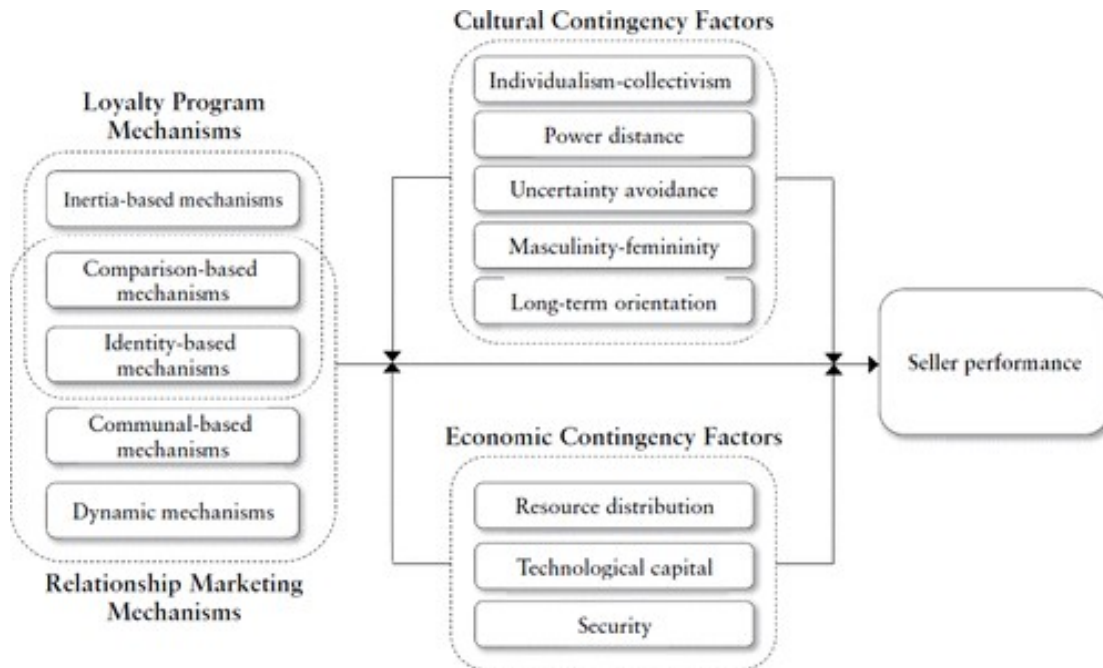 Loyalty Program
Mechanisms
Inertia-based mechanisms
Comparison-based
mechanisms
Identity-based
mechanisms
Communal-based
mechanisms
Dynamic mechanisms
Relationship Marketing
Mechanisms
Cultural Contingency Factors
Individualism-collectivism
Power distance
Uncertainty avoidance
Masculinity-femininity
Long-term orientation
Economic Contingency Factors
Resource distribution
Technological capital
Security
Seller performance